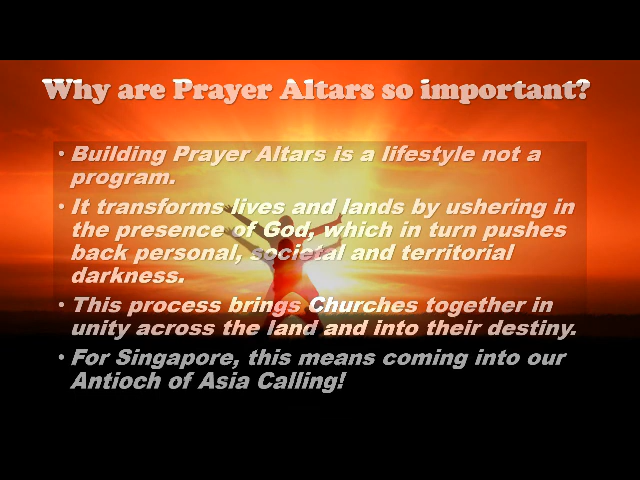 Why are Prayer Altars so important?
• Building Prayer Altars is a lifestyle not a
program.
• It transforms lives and lands by ushering in
the presence of God, which in turn pushes
back personal, societal and territorial
darkness.
• This process brings Churches together in
unity across the land and into their destiny.
• For Singapore, this means coming into our
Antioch of Asia Calling!